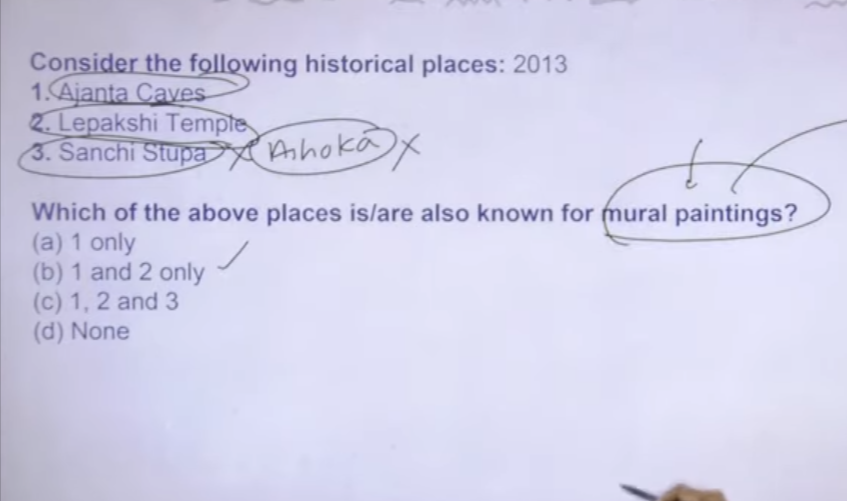 Consider the following historical places: 2013
1. Ajanta Caves
2. Lepakshi Temple
3. Sanchi Stupa x Ashoka x
Which of the above places is/are also known for mural paintings?
(a) 1 only
(b) 1 and 2 only
(c) 1, 2 and 3
(d) None